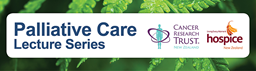 Palliative Care
Lecture Series
CANCER
RESEARCH
TRUST
NEW ZEALAND
hospice
New Zealand